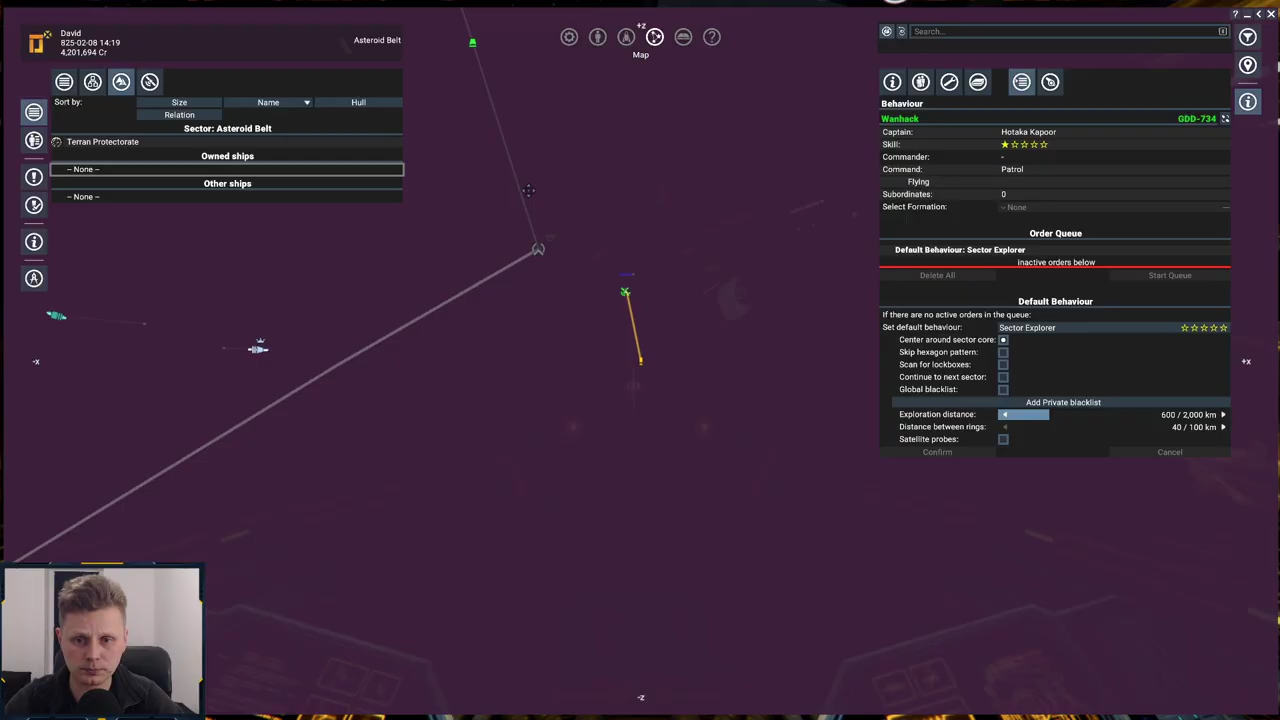 David
825-02-08 14:19
4,201,694 Cr
Asteroid Belt
+z
Map
? _ < X
Search...
Sort by:
Size
Name
Hull
Relation
Sector: Asteroid Belt
Terran Protectorate
Owned ships
-- None --
Other ships
-- None --
-x
+x
-z
Behaviour
Wanhack GDD-734
Captain: Hotaka Kapoor
Skill:
Commander: -
Command: Patrol
Flying
Subordinates: 0
Select Formation: - None
Order Queue
Default Behaviour: Sector Explorer
inactive orders below
Delete All Start Queue
Default Behaviour
If there are no active orders in the queue:
Set default behaviour: Sector Explorer
Center around sector core:
Skip hexagon pattern:
Scan for lockboxes:
Continue to next sector:
Global blacklist:
Add Private blacklist
Exploration distance: 600 / 2,000 km
Distance between rings: 40 / 100 km
Satellite probes:
Confirm Cancel